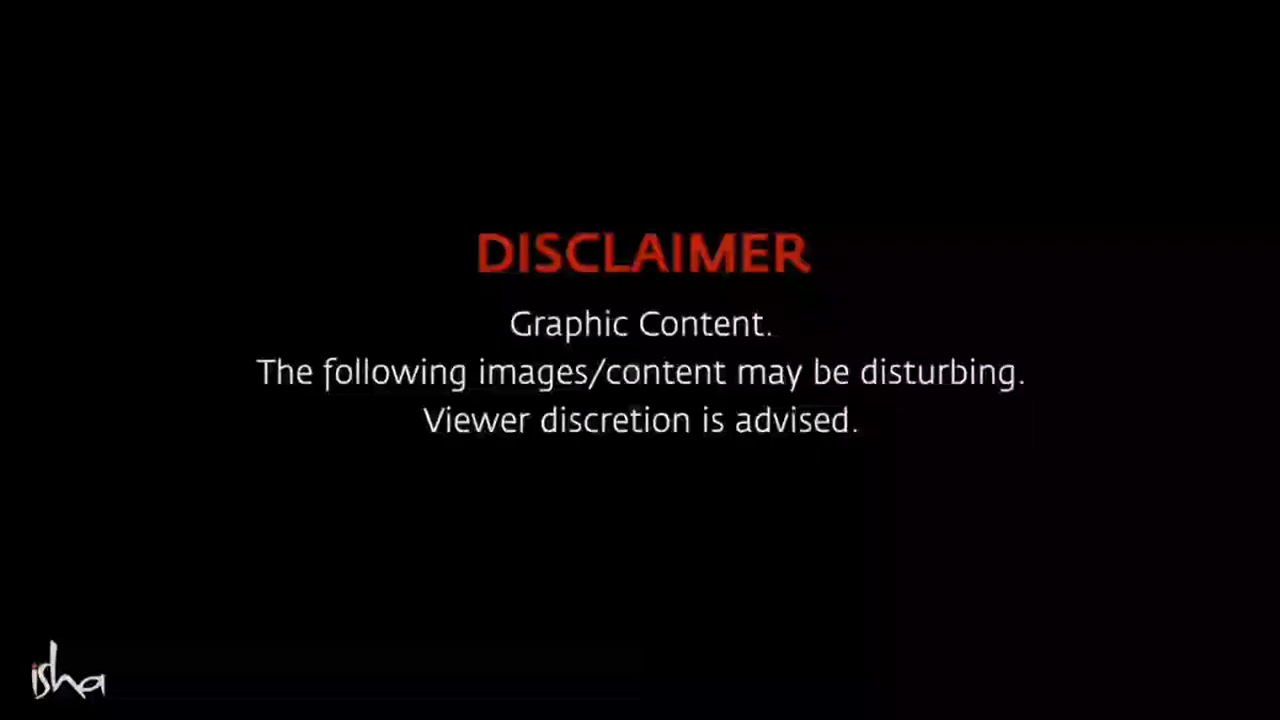 DISCLAIMER
Graphic Content.
The following images/content may be disturbing.
Viewer discretion is advised.
isha